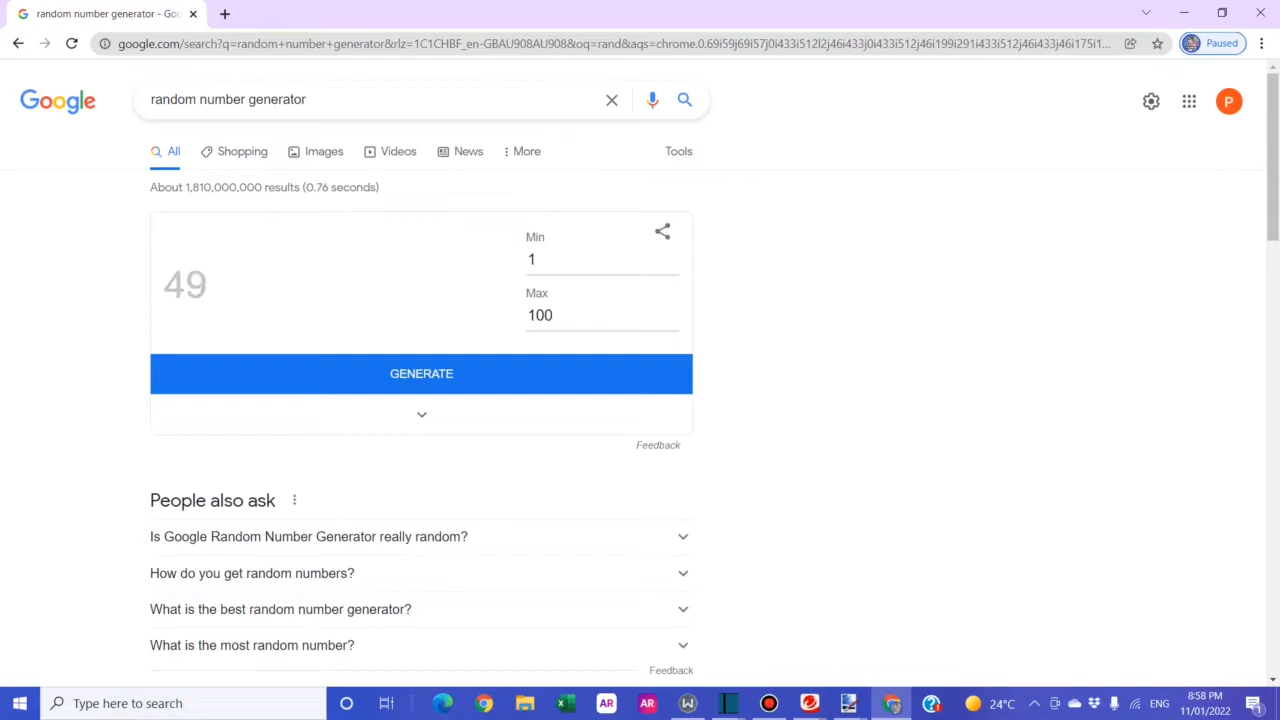 random number generator - Goo
google.com/search?q=random+number+generator&rlz=1C1CHBF_en-GBAU908AU908&oq=rand&aqs=chrome.0.69i59j69i57j0i433i512l2j46i433j0i433i512j46i199i291i433i512j46i433j46i175i1...
Paused
Google
random number generator
P
All
Shopping
Images
Videos
News
More
Tools
About 1,810,000,000 results (0.76 seconds)
Min
1
49
Max
100
GENERATE
Feedback
People also ask
Is Google Random Number Generator really random?
How do you get random numbers?
What is the best random number generator?
What is the most random number?
Feedback
Type here to search
AR
AR
W
24°C
ENG
8:58 PM
11/01/2022
1